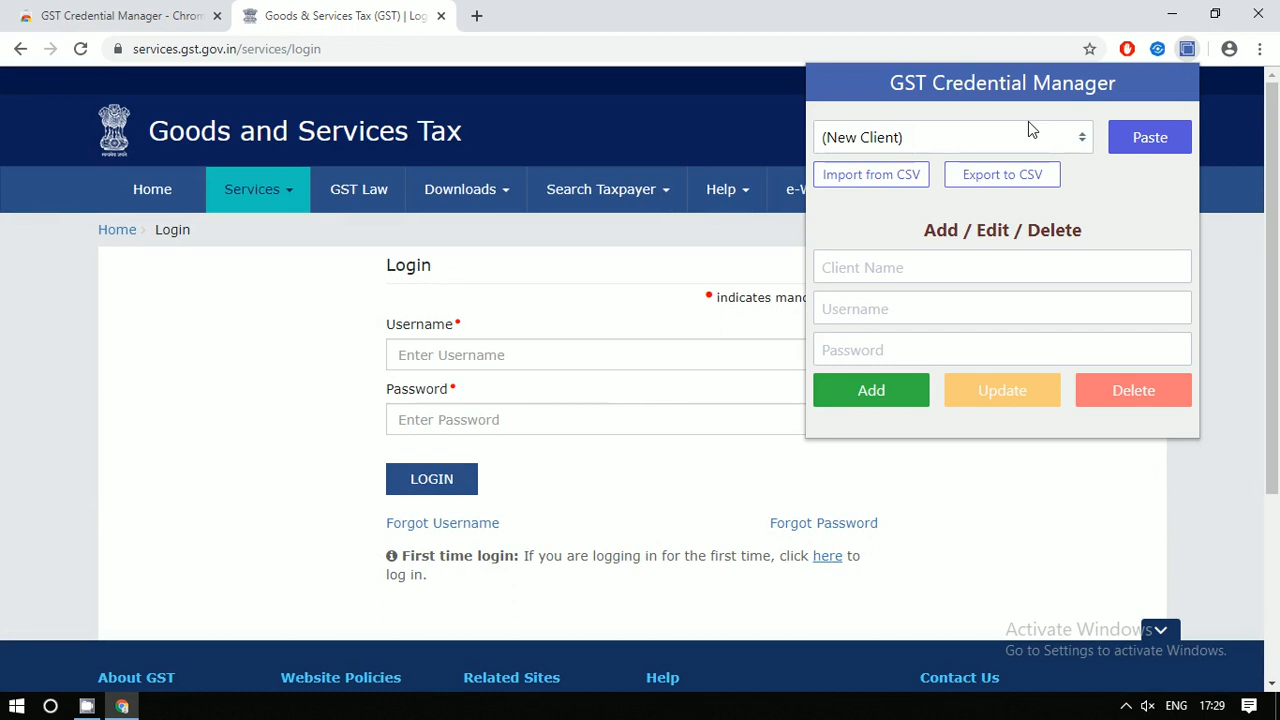 GST Credential Manager - Chrom
Goods & Services Tax (GST) | Log
services.gst.gov.in/services/login
GST Credential Manager
(New Client)
Paste
Import from CSV
Export to CSV
Add / Edit / Delete
Client Name
Username
Password
Add
Update
Delete
Goods and Services Tax
Home
Services
GST Law
Downloads
Search Taxpayer
Help
e-W
Home
Login
Login
indicates mand
Username•
Enter Username
Password•
Enter Password
LOGIN
Forgot Username
Forgot Password
First time login: If you are logging in for the first time, click here to
log in.
Activate Windows
Go to Settings to activate Windows.
About GST
Website Policies
Related Sites
Help
Contact Us
ENG
17:29